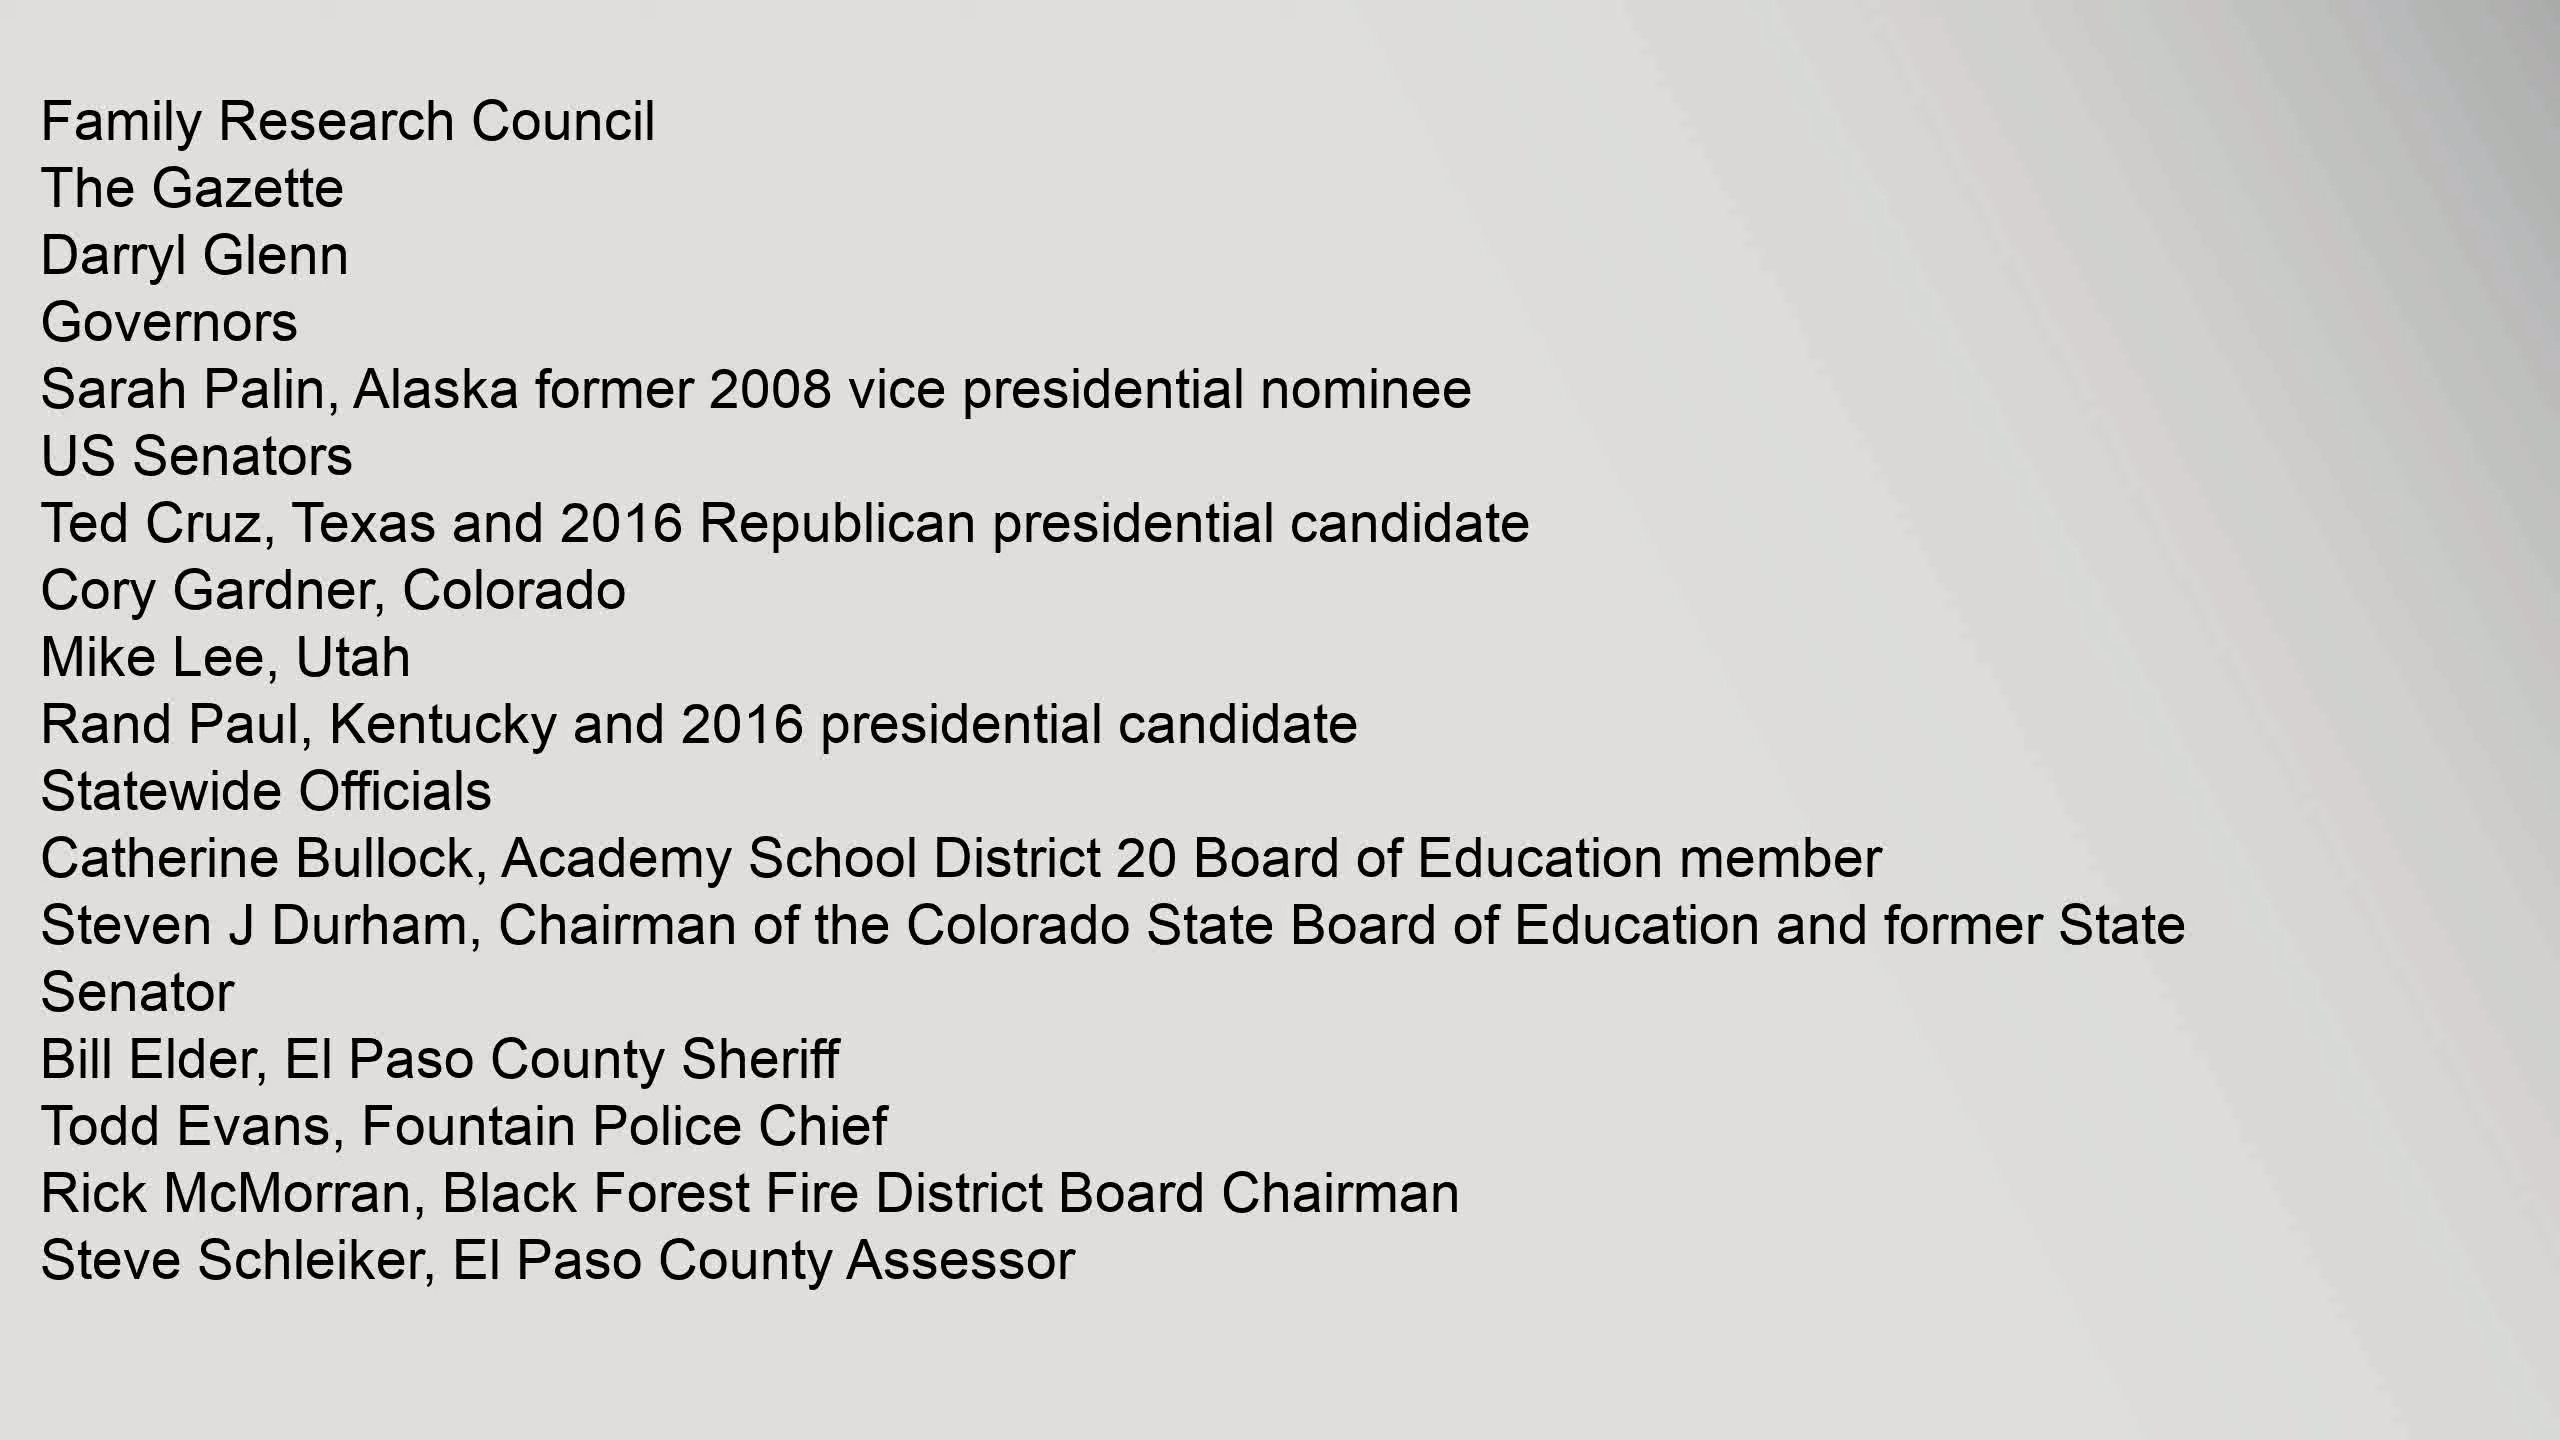 Family Research Council
The Gazette
Darryl Glenn
Governors
Sarah Palin, Alaska former 2008 vice presidential nominee
US Senators
Ted Cruz, Texas and 2016 Republican presidential candidate
Cory Gardner, Colorado
Mike Lee, Utah
Rand Paul, Kentucky and 2016 presidential candidate
Statewide Officials
Catherine Bullock, Academy School District 20 Board of Education member
Steven J Durham, Chairman of the Colorado State Board of Education and former State
Senator
Bill Elder, El Paso County Sheriff
Todd Evans, Fountain Police Chief
Rick McMorran, Black Forest Fire District Board Chairman
Steve Schleiker, El Paso County Assessor